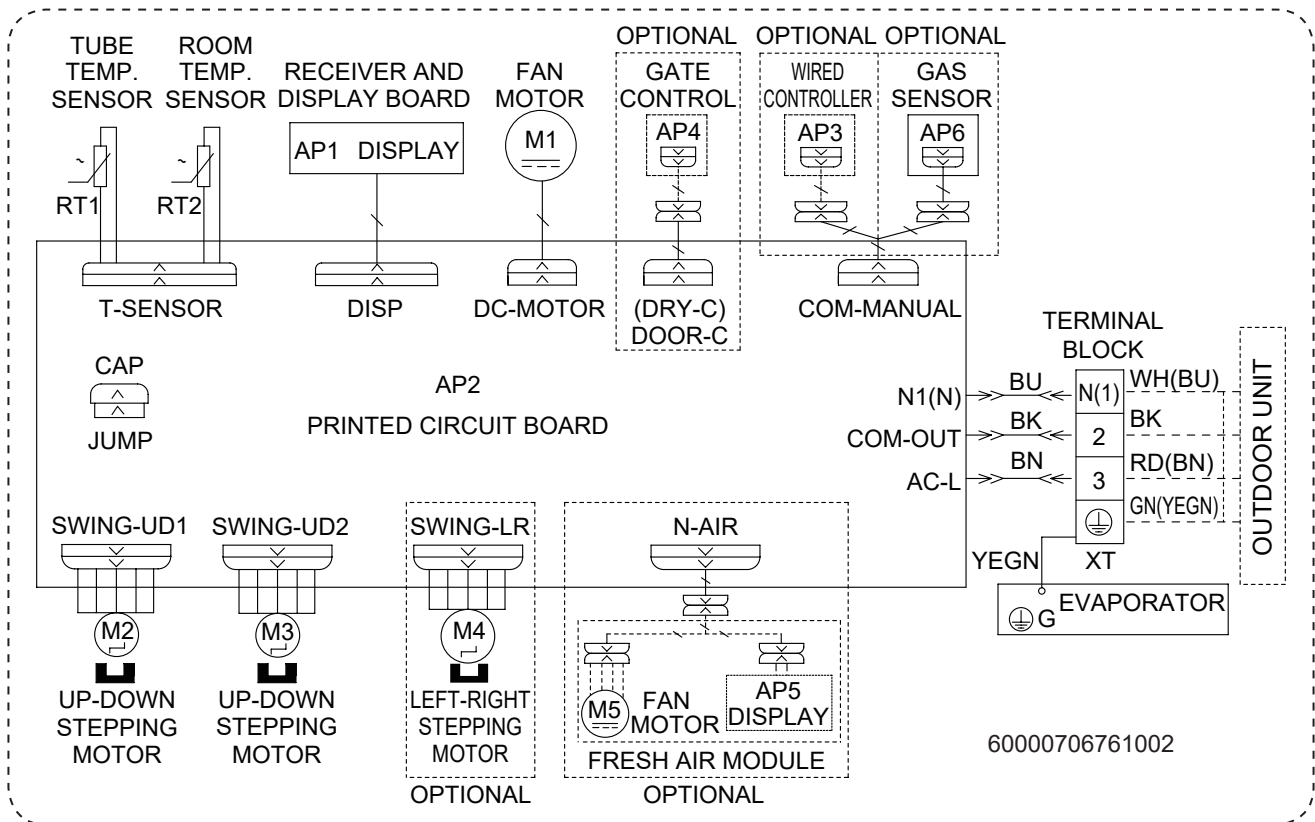 OPTIONAL OPTIONAL OPTIONAL
TUBE
TEMP.
SENSOR
ROOM
TEMP.
SENSOR
RECEIVER AND
DISPLAY BOARD
FAN
MOTOR
GATE
CONTROL
WIRED
CONTROLLER
GAS
SENSOR
RT1
RT2
AP1 DISPLAY
M1
AP4
AP3
AP6
T-SENSOR
DISP
DC-MOTOR
(DRY-C)
DOOR-C
COM-MANUAL
CAP
JUMP
AP2
PRINTED CIRCUIT BOARD
TERMINAL
BLOCK
N1(N) BU N(1) WH(BU)
COM-OUT BK 2 BK
AC-L BN 3 RD(BN)
GN(YEGN)
OUTDOOR UNIT
YEGN
XT
G EVAPORATOR
SWING-UD1
M2
UP-DOWN
STEPPING
MOTOR
SWING-UD2
M3
UP-DOWN
STEPPING
MOTOR
SWING-LR
M4
LEFT-RIGHT
STEPPING
MOTOR
OPTIONAL
N-AIR
M5
FAN
MOTOR
AP5
DISPLAY
FRESH AIR MODULE
OPTIONAL
60000706761002